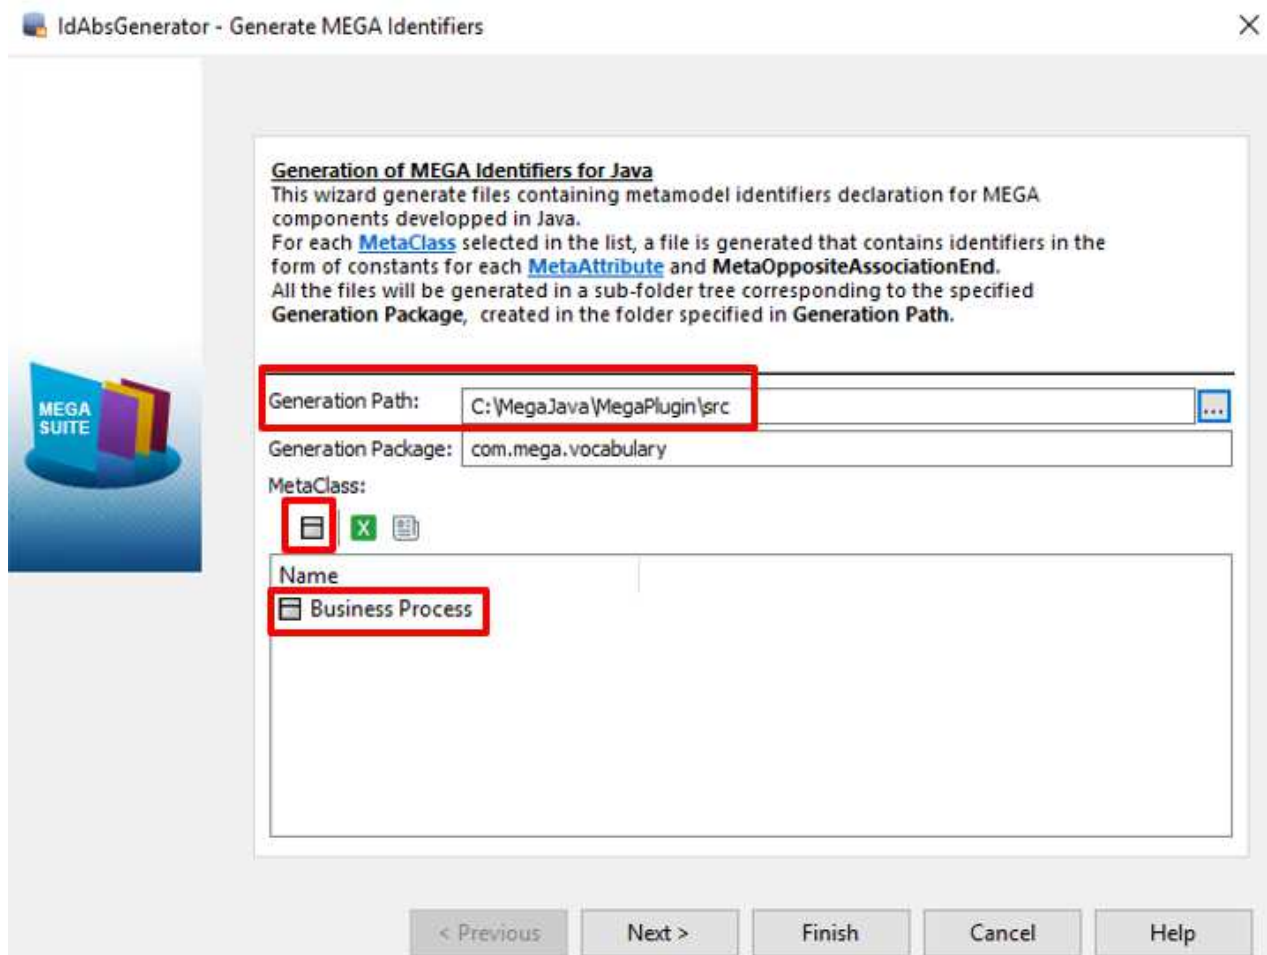 IdAbsGenerator - Generate MEGA Identifiers
Generation of MEGA Identifiers for Java
This wizard generate files containing metamodel identifiers declaration for MEGA
components developped in Java.
For each MetaClass selected in the list, a file is generated that contains identifiers in the
form of constants for each MetaAttribute and MetaOppositeAssociationEnd.
All the files will be generated in a sub-folder tree corresponding to the specified
Generation Package, created in the folder specified in Generation Path.
MEGA
SUITE
Generation Path: C:\MegaJava\MegaPlugin\src ...
Generation Package: com.mega.vocabulary
MetaClass:
X
Name
Business Process
< Previous Next > Finish Cancel Help